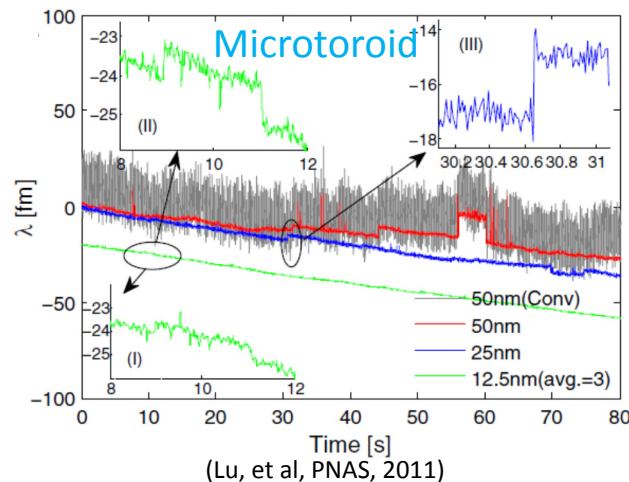 Microtoroid
100
50
0
−50
−100
λ [fm]
0
10
20
30
40
50
60
70
80
Time [s]
−23
−24
−25
(II)
8
10
12
−14
−16
−18
(III)
30.2 30.4 30.6 30.8 31
−23
−24
−25
(I)
8
10
12
50nm(Conv)
50nm
25nm
12.5nm(avg.=3)
(Lu, et al, PNAS, 2011)